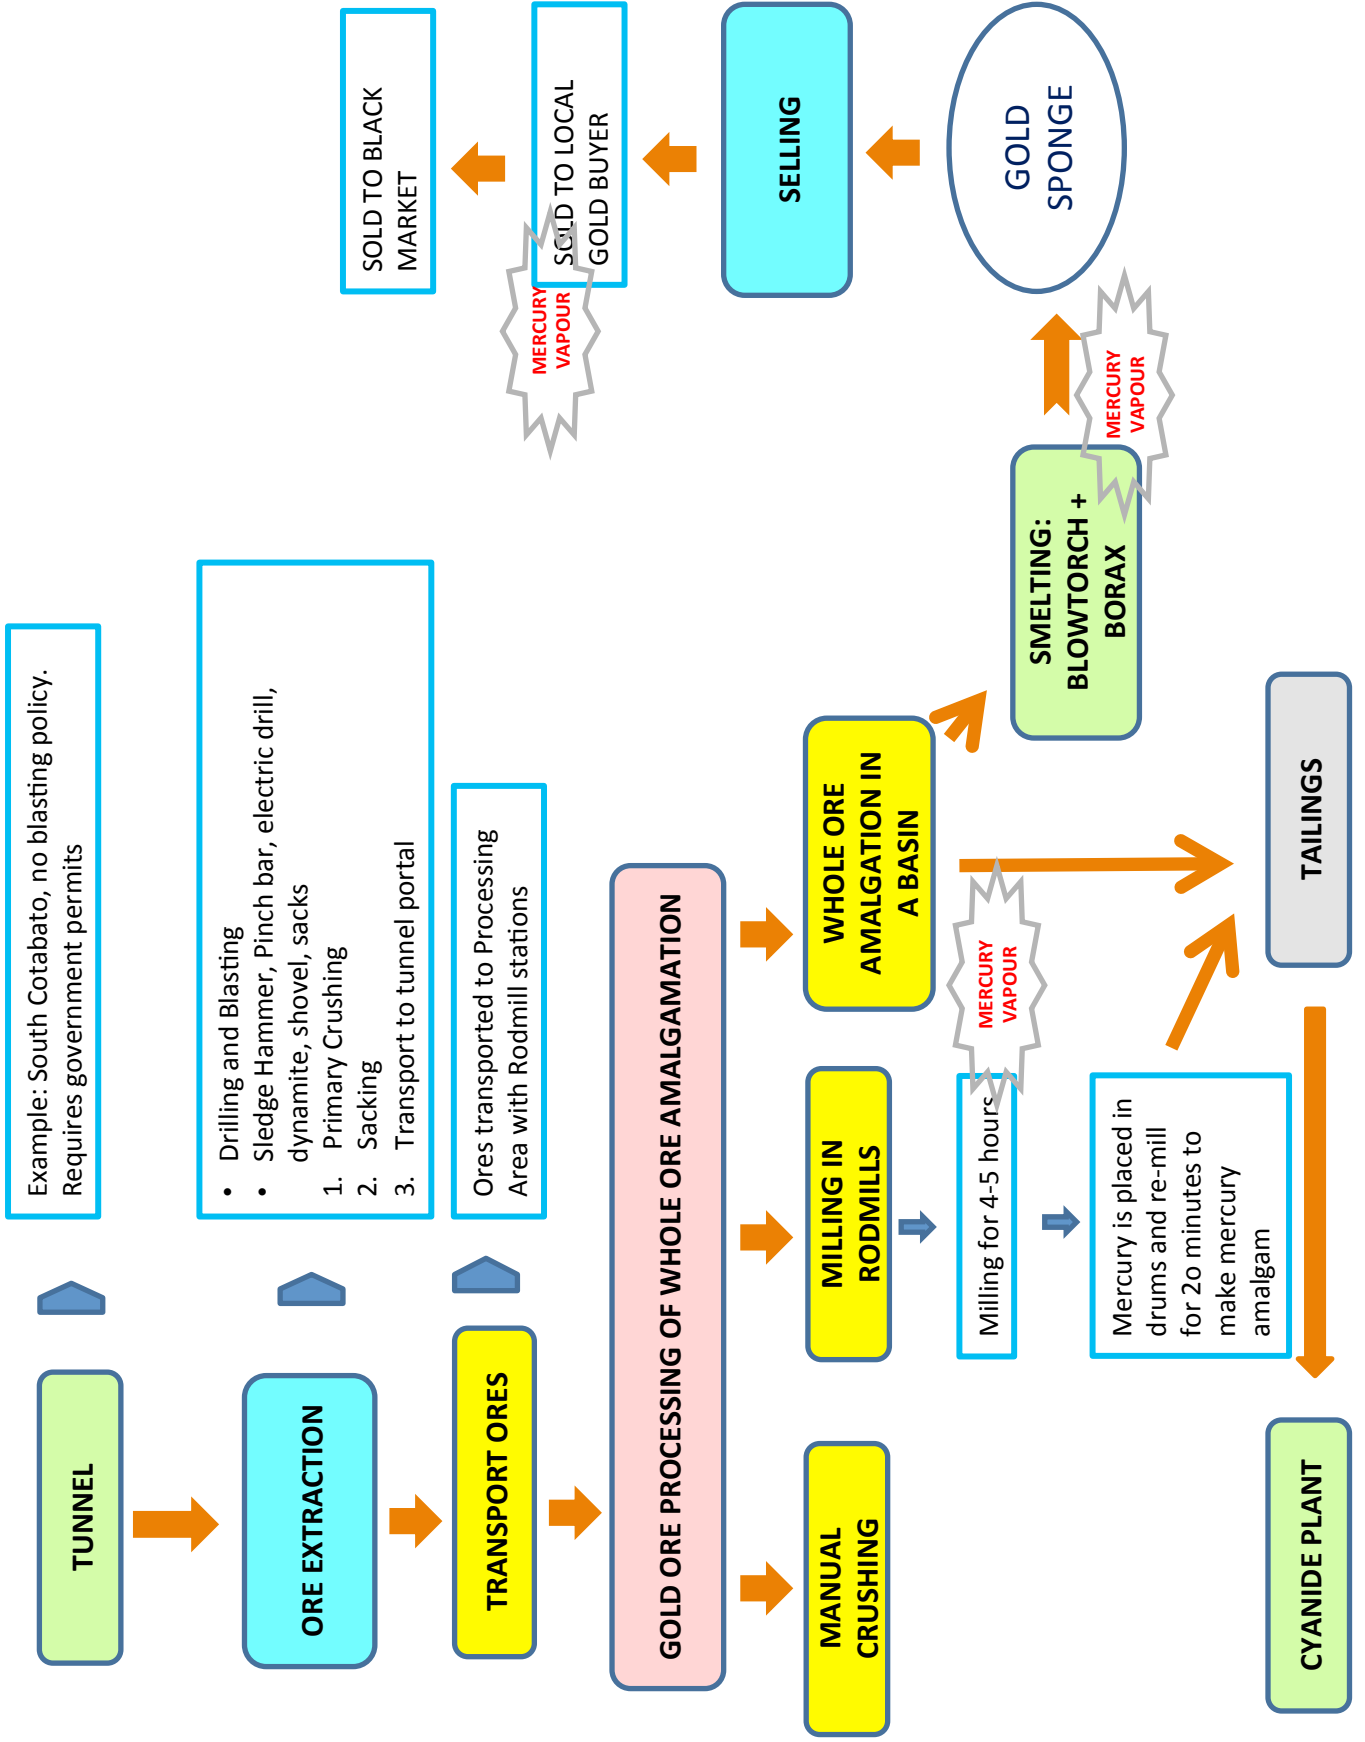 TUNNEL
Example: South Cotabato, no blasting policy.
Requires government permits
ORE EXTRACTION
• Drilling and Blasting
• Sledge Hammer, Pinch bar, electric drill,
dynamite, shovel, sacks
1. Primary Crushing
2. Sacking
3. Transport to tunnel portal
TRANSPORT ORES
Ores transported to Processing
Area with Rodmill stations
GOLD ORE PROCESSING OF WHOLE ORE AMALGAMATION
MANUAL
CRUSHING
MILLING IN
RODMILLS
WHOLE ORE
AMALGATION IN
A BASIN
Milling for 4-5 hours
MERCURY
VAPOUR
Mercury is placed in
drums and re-mill
for 2o minutes to
make mercury
amalgam
CYANIDE PLANT
TAILINGS
SMELTING:
BLOWTORCH +
BORAX
MERCURY
VAPOUR
GOLD
SPONGE
SELLING
SOLD TO LOCAL
GOLD BUYER
MERCURY
VAPOUR
SOLD TO BLACK
MARKET